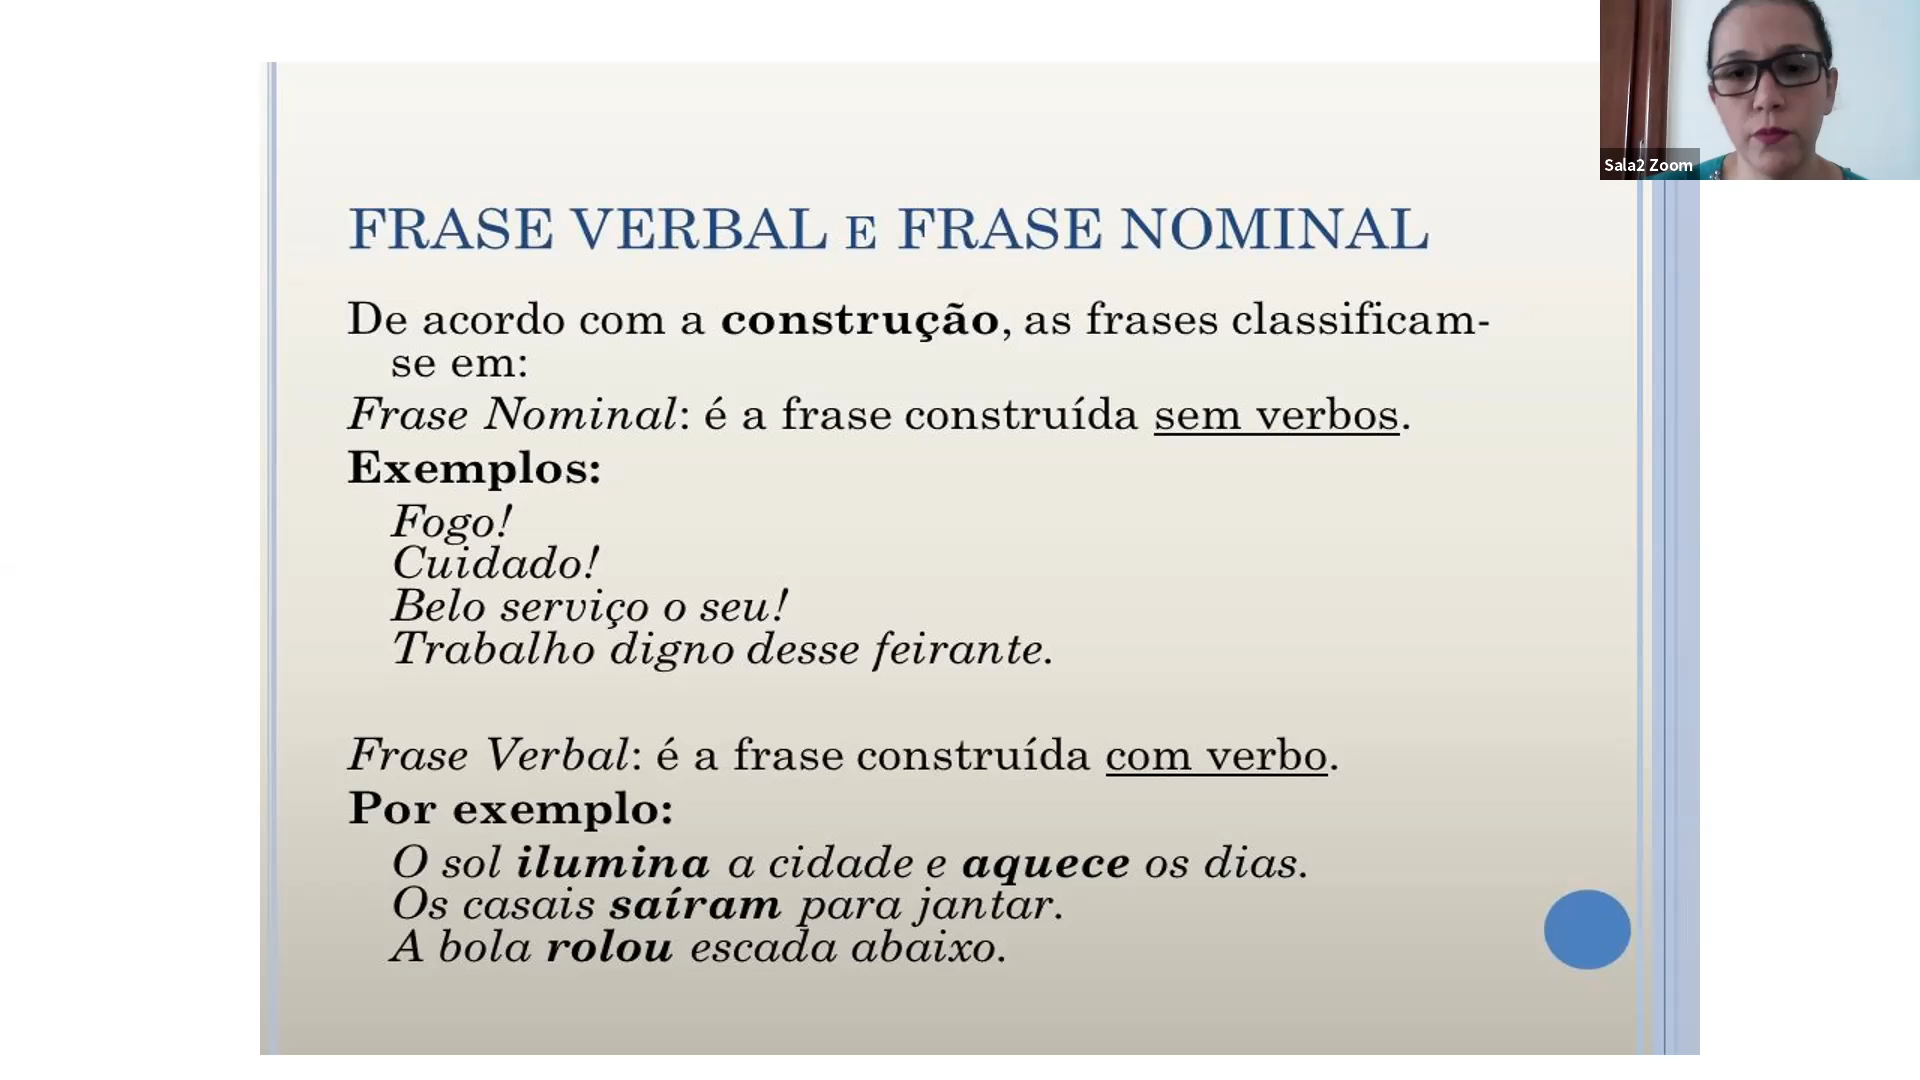 Sala2 Zoom
FRASE VERBAL E FRASE NOMINAL
De acordo com a construção, as frases classificam-
se em:
Frase Nominal: é a frase construída sem verbos.
Exemplos:
Fogo!
Cuidado!
Belo serviço o seu!
Trabalho digno desse feirante.
Frase Verbal: é a frase construída com verbo.
Por exemplo:
O sol ilumina a cidade e aquece os dias.
Os casais saíram para jantar.
A bola rolou escada abaixo.